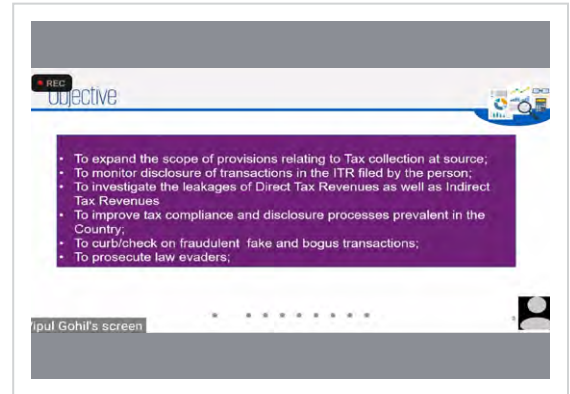 REC
Objective
• To expand the scope of provisions relating to Tax collection at source;
• To monitor disclosure of transactions in the ITR filed by the person;
• To investigate the leakages of Direct Tax Revenues as well as Indirect
Tax Revenues
• To improve tax compliance and disclosure processes prevalent in the
Country;
• To curb/check on fraudulent fake and bogus transactions;
• To prosecute law evaders;
ipul Gohil's screen